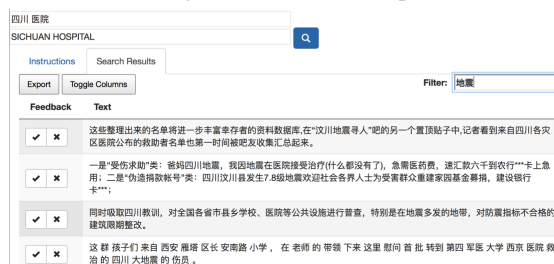 四川 医院
SICHUAN HOSPITAL
Instructions Search Results
Export Toggle Columns Filter: 地震
Feedback Text
这些整理出来的名单将进一步丰富幸存者的资料数据库,在“汶川地震寻人”吧的另一个置顶贴子中,记者看到来自四川各灾
区医院公布的救助者名单也第一时间被吧友收集汇总起来。
一是“受伤求助”类：爸妈四川地震，我因地震在医院接受治疗(什么都没有了)，急需医药费，速汇款六千到农行***卡上急
用；二是“伪造捐款帐号”类：四川汶川县发生7.8级地震欢迎社会各界人士为受害群众重建家园基金募捐，建设银行
卡***；
同时吸取四川教训，对全国各省市县乡学校、医院等公共设施进行普查，特别是在地震多发的地带，对防震指标不合格的
建筑限期整改。
这 群 孩子们 来自 西安 雁塔 区长 安南路 小学 ， 在 老师 的 带领 下来 这里 慰问 首 批 转到 第四 军医 大学 西京 医院 救
治 的 四川 大地震 的 伤员 。